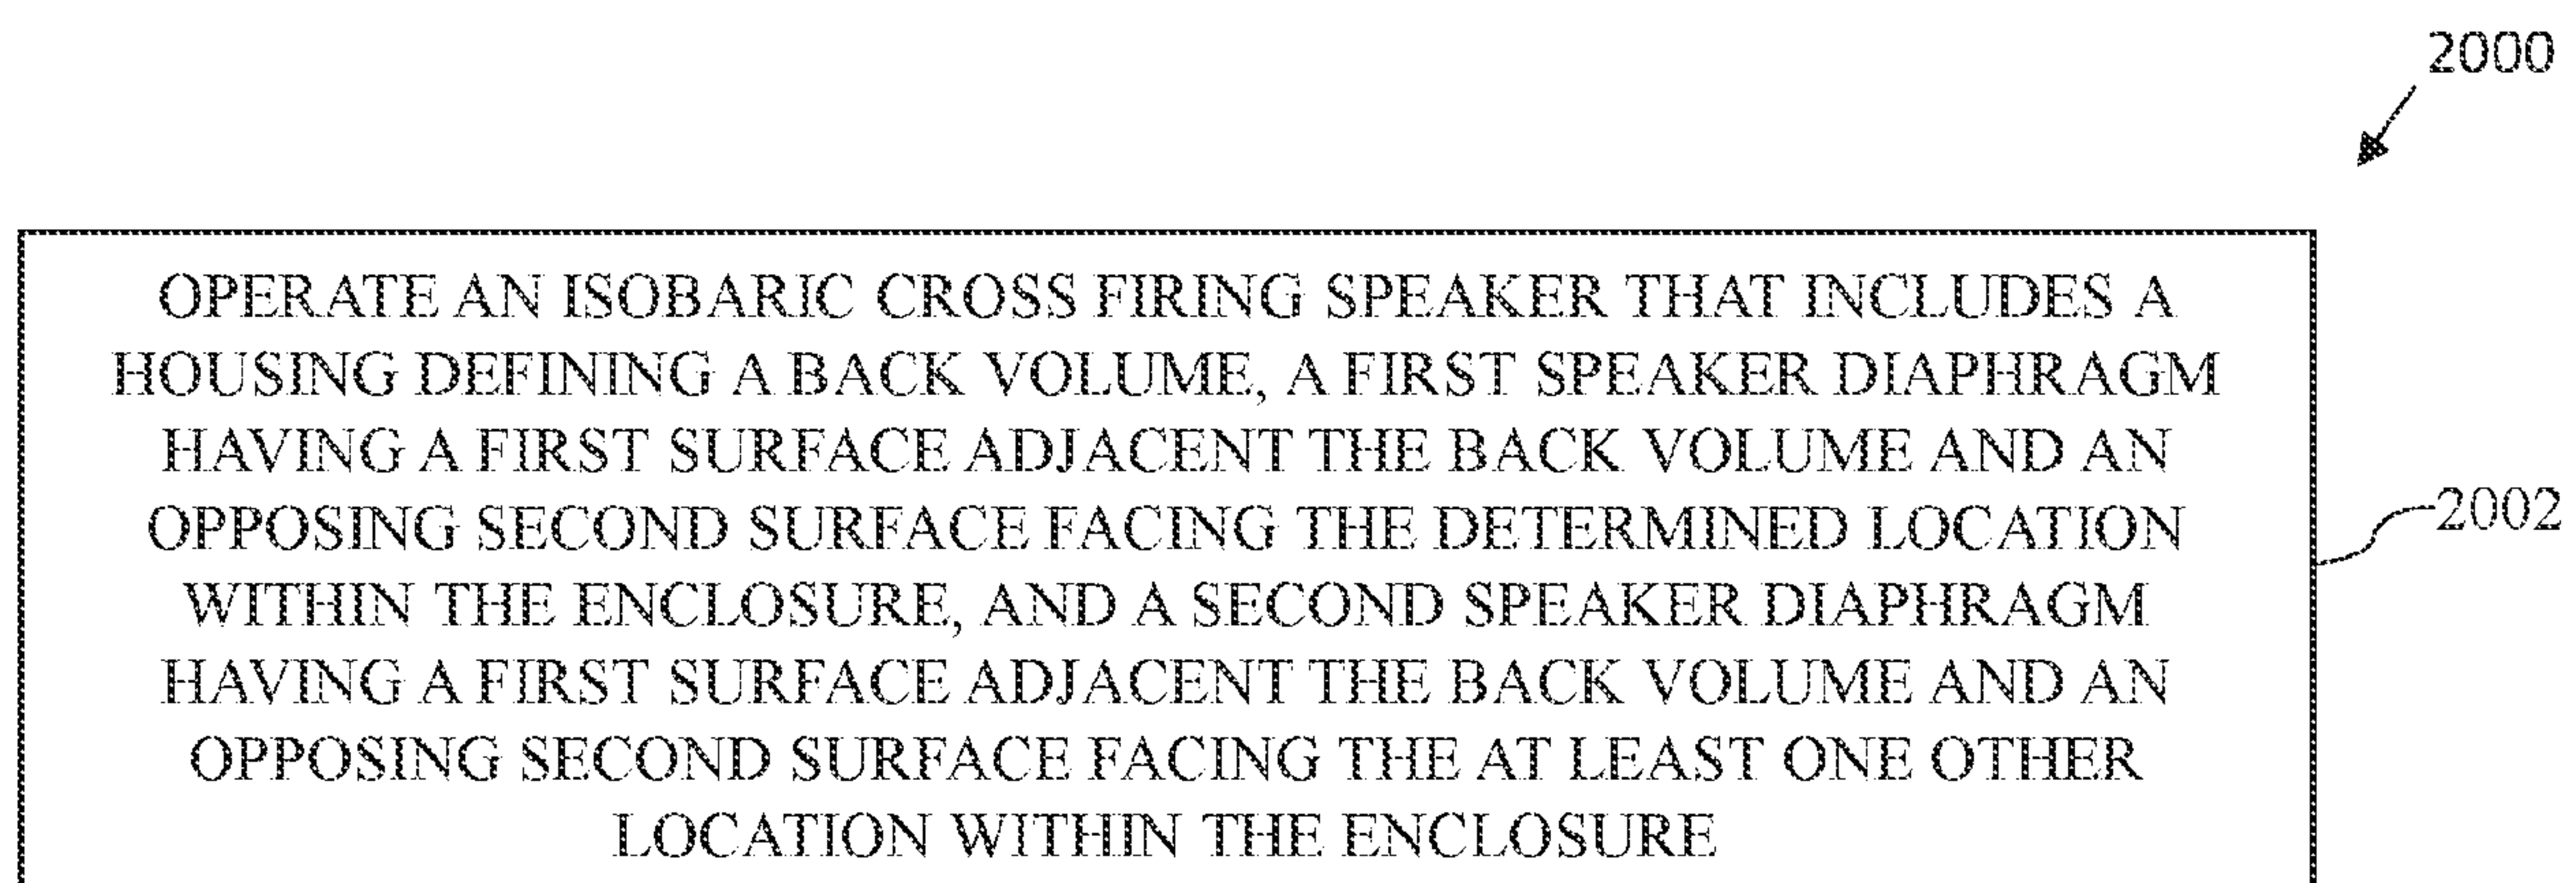 2000
OPERATE AN ISOBARIC CROSS FIRING SPEAKER THAT INCLUDES A
HOUSING DEFINING A BACK VOLUME, A FIRST SPEAKER DIAPHRAGM
HAVING A FIRST SURFACE ADJACENT THE BACK VOLUME AND AN
OPPOSING SECOND SURFACE FACING THE DETERMINED LOCATION
WITHIN THE ENCLOSURE, AND A SECOND SPEAKER DIAPHRAGM
HAVING A FIRST SURFACE ADJACENT THE BACK VOLUME AND AN
OPPOSING SECOND SURFACE FACING THE AT LEAST ONE OTHER
LOCATION WITHIN THE ENCLOSURE
2002